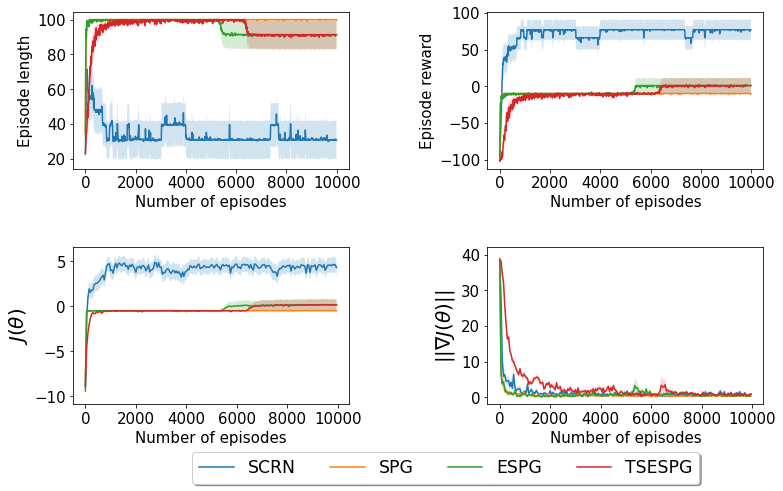 Episode length
100
80
60
40
20
0 2000 4000 6000 8000 10000
Number of episodes
Episode reward
100
50
0
−50
−100
0 2000 4000 6000 8000 10000
Number of episodes
J(θ)
5
0
−5
−10
0 2000 4000 6000 8000 10000
Number of episodes
||∇J(θ)||
40
30
20
10
0
0 2000 4000 6000 8000 10000
Number of episodes
SCRN SPG ESPG TSESPG